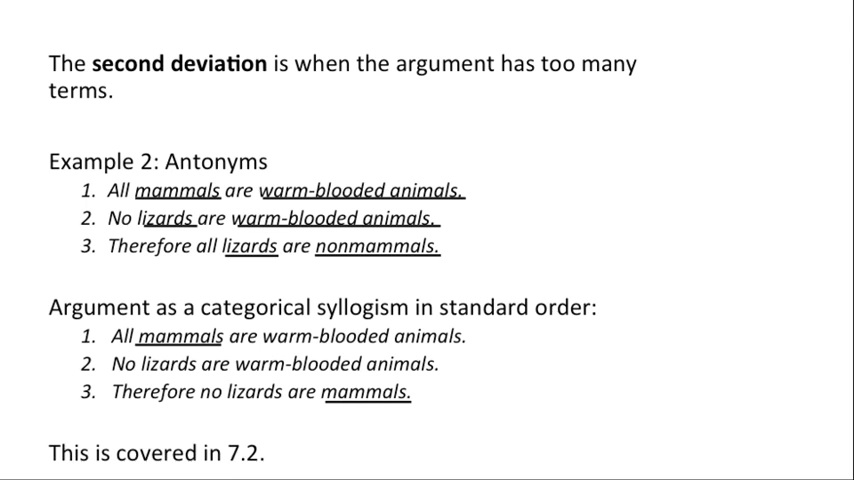 The second deviation is when the argument has too many
terms.
Example 2: Antonyms
1. All mammals are warm-blooded animals.
2. No lizards are warm-blooded animals.
3. Therefore all lizards are nonmammals.
Argument as a categorical syllogism in standard order:
1. All mammals are warm-blooded animals.
2. No lizards are warm-blooded animals.
3. Therefore no lizards are mammals.
This is covered in 7.2.